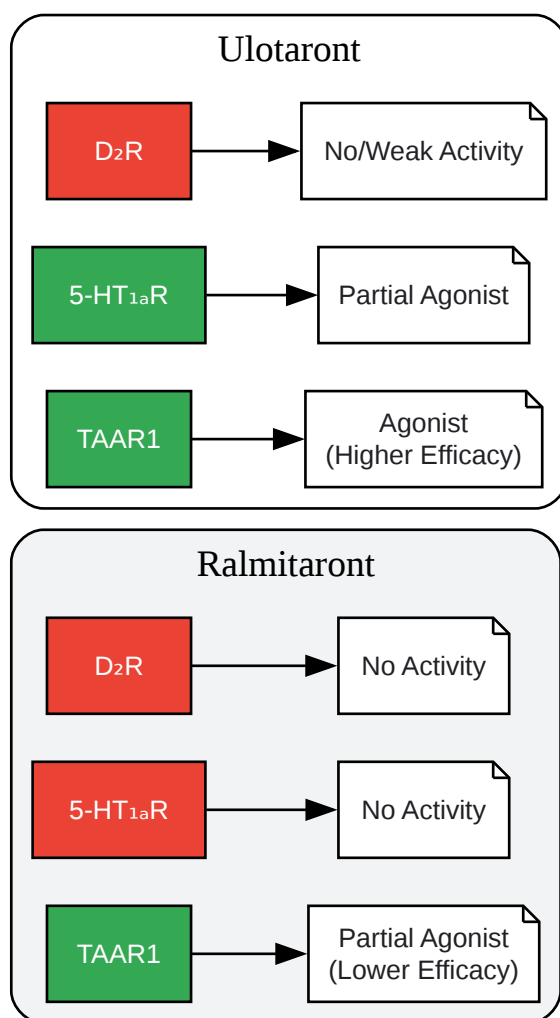 Ulotaront
D₂R
No/Weak Activity
5-HT₁ₐR
Partial Agonist
TAAR1
Agonist
(Higher Efficacy)
Ralmitaront
D₂R
No Activity
5-HT₁ₐR
No Activity
TAAR1
Partial Agonist
(Lower Efficacy)